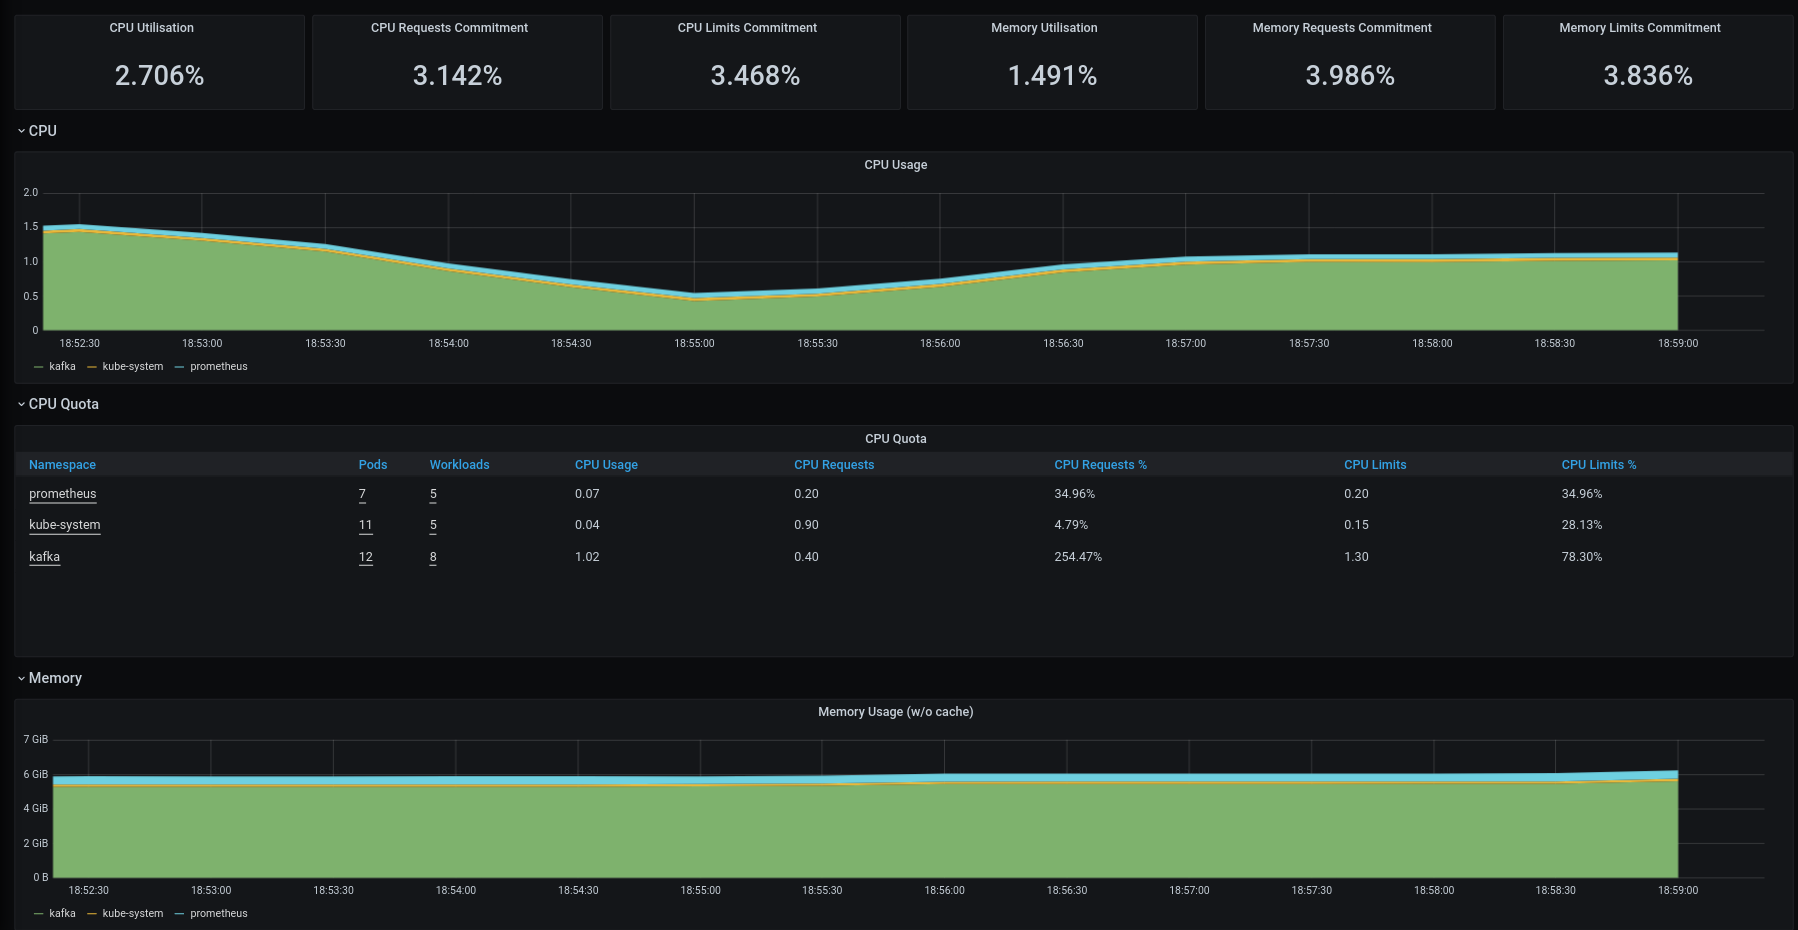 CPU Utilisation CPU Requests Commitment CPU Limits Commitment Memory Utilisation Memory Requests Commitment Memory Limits Commitment
2.706% 3.142% 3.468% 1.491% 3.986% 3.836%
CPU
CPU Usage
2.0
1.5
1.0
0.5
0
18:52:30 18:53:00 18:53:30 18:54:00 18:54:30 18:55:00 18:55:30 18:56:00 18:56:30 18:57:00 18:57:30 18:58:00 18:58:30 18:59:00
kafka kube-system prometheus
CPU Quota
CPU Quota
Namespace Pods Workloads CPU Usage CPU Requests CPU Requests % CPU Limits CPU Limits %
prometheus 7 5 0.07 0.20 34.96% 0.20 34.96%
kube-system 11 5 0.04 0.90 4.79% 0.15 28.13%
kafka 12 8 1.02 0.40 254.47% 1.30 78.30%
Memory
Memory Usage (w/o cache)
7 GiB
6 GiB
4 GiB
2 GiB
0 B
18:52:30 18:53:00 18:53:30 18:54:00 18:54:30 18:55:00 18:55:30 18:56:00 18:56:30 18:57:00 18:57:30 18:58:00 18:58:30 18:59:00
kafka kube-system prometheus